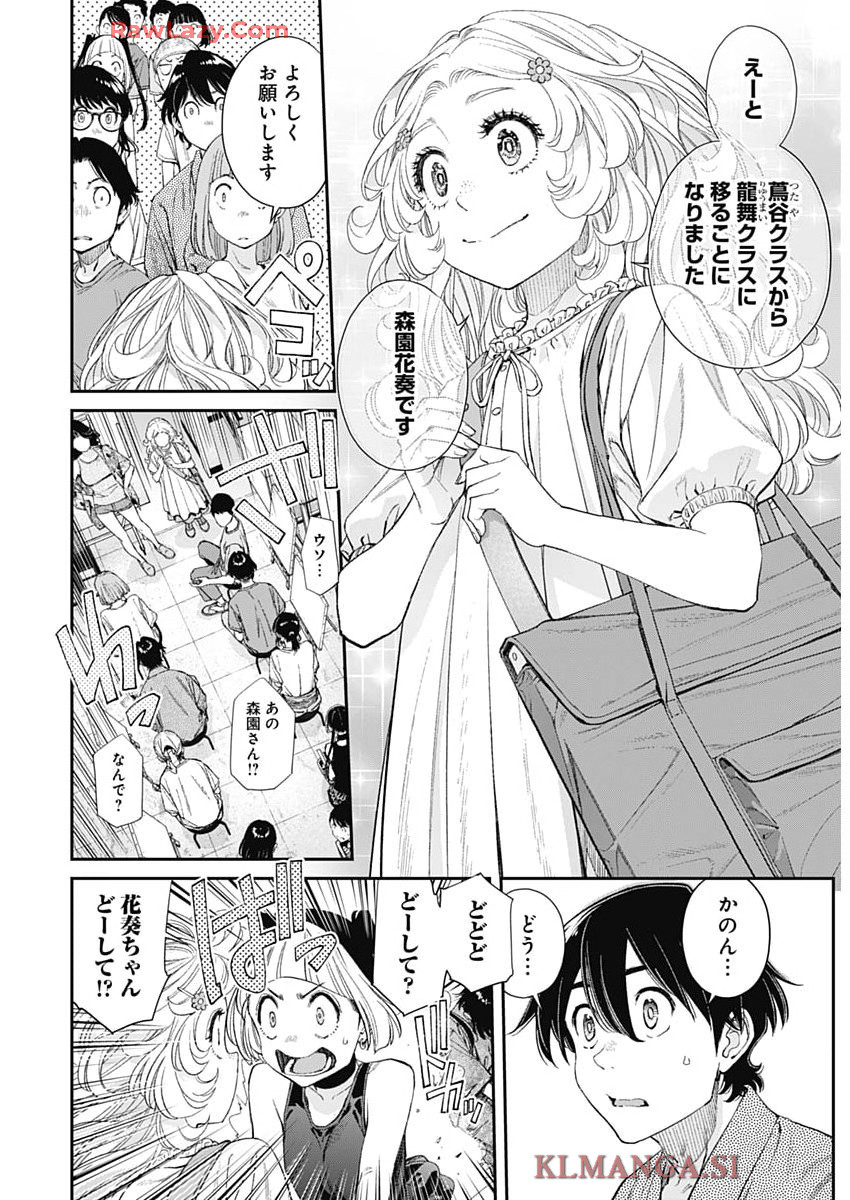 えーと
蔦谷クラスから
つたや
龍舞クラスに
りゅうまい
移ることに
なりました
森園花奏です
RawLazy.Com
よろしく
お願いします
ペコッ
ウソ…
あの
森園さん!?
なんで?
かのん…
どう…
どどど
どーして?
花奏ちゃん
どーして!?
ばっ
KLMANGA.SI